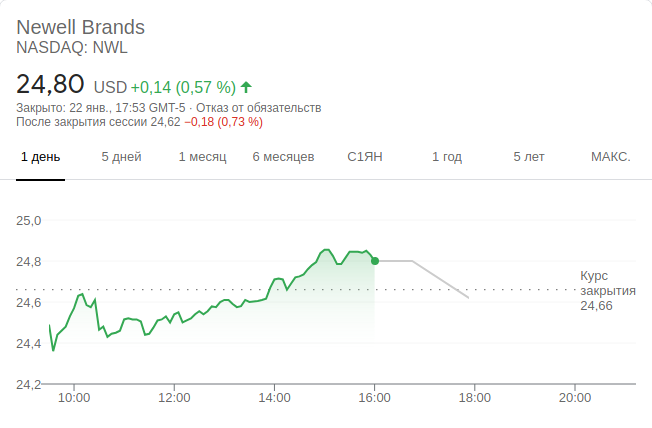 Newell Brands
NASDAQ: NWL
24,80 USD +0,14 (0,57 %)
Закрыто: 22 янв., 17:53 GMT-5 · Отказ от обязательств
После закрытия сессии 24,62 −0,18 (0,73 %)
1 день 5 дней 1 месяц 6 месяцев С1ЯН 1 год 5 лет МАКС.
25,0
24,8
24,6
24,4
24,2
Курс
закрытия
24,66
10:00 12:00 14:00 16:00 18:00 20:00